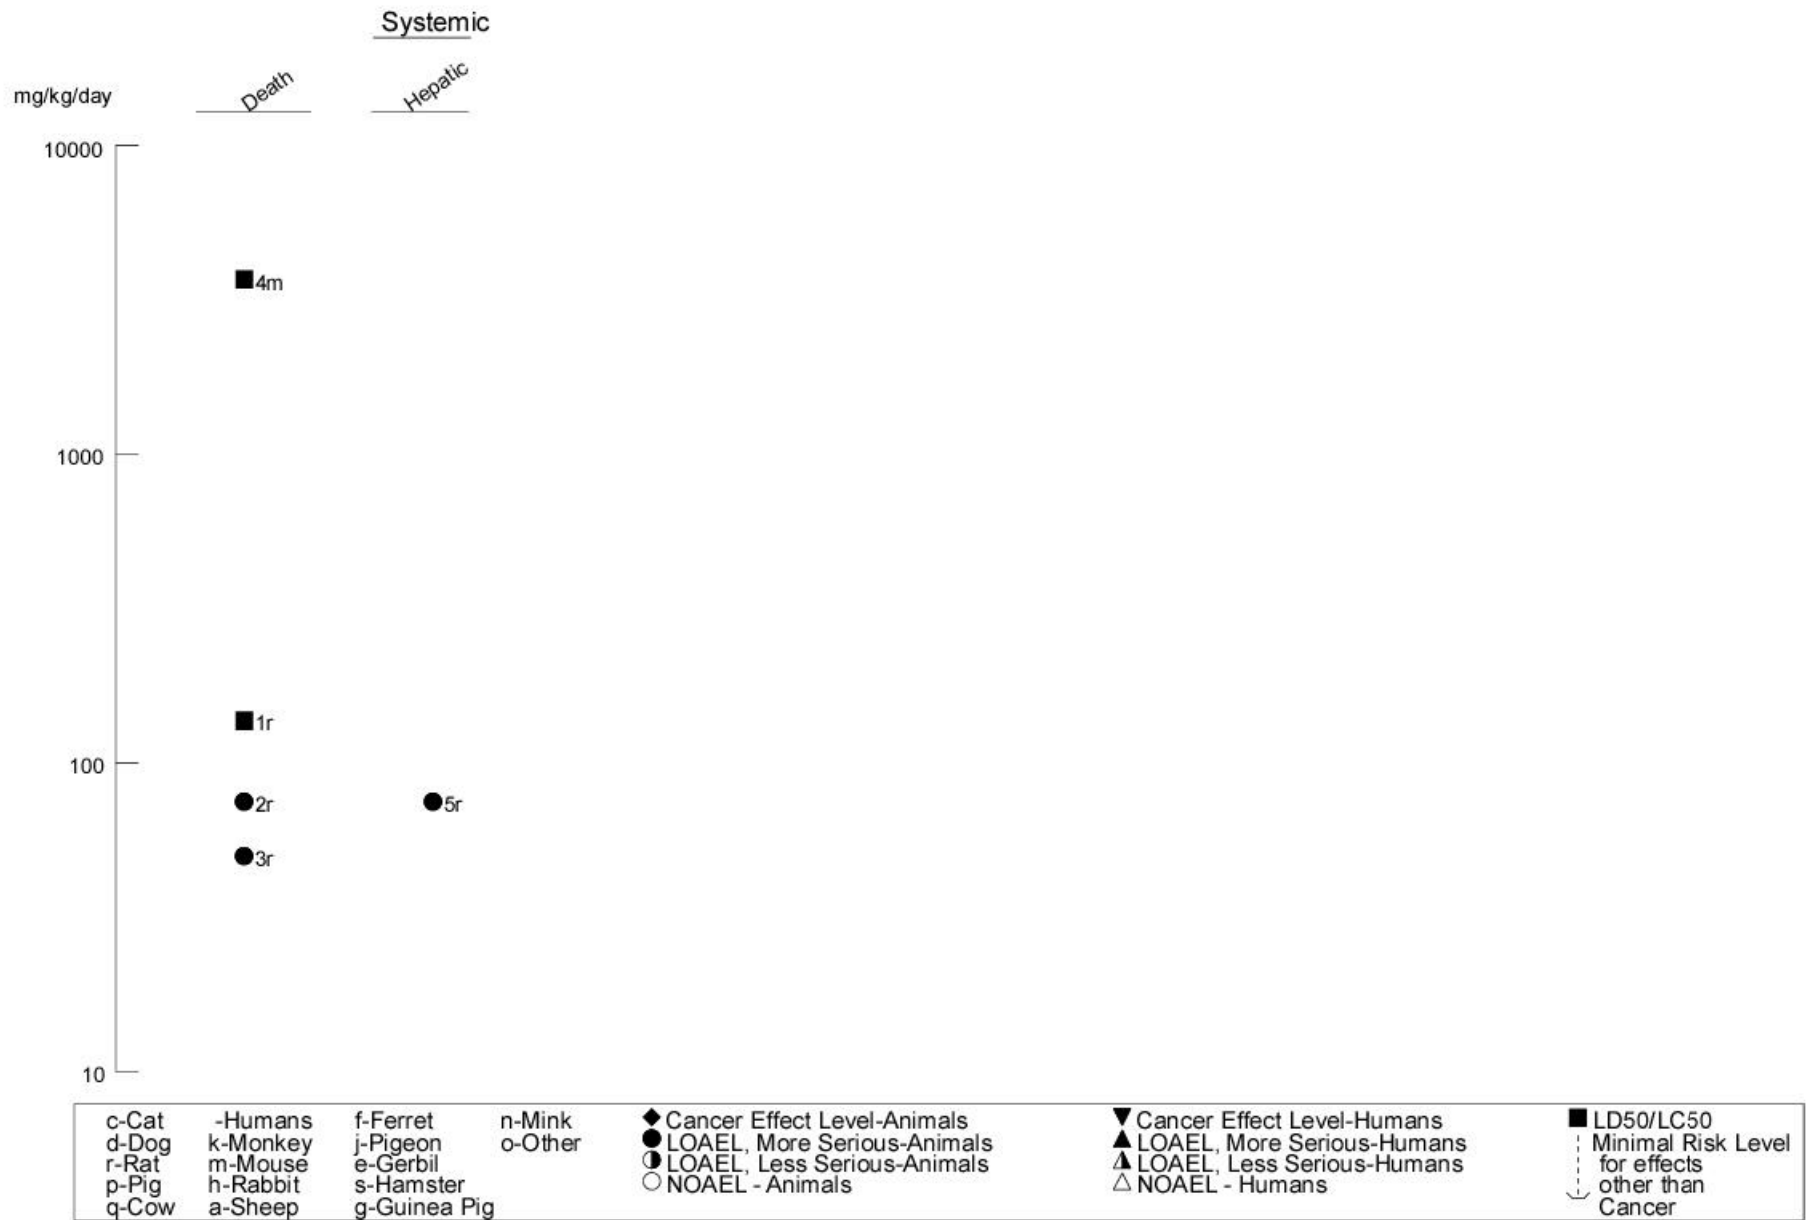 Systemic
mg/kg/day
Death
Hepatic
10000
4m
1000
1r
100
2r
5r
3r
10
c-Cat -Humans f-Ferret n-Mink ◆ Cancer Effect Level-Animals ▼ Cancer Effect Level-Humans ■ LD50/LC50
d-Dog k-Monkey j-Pigeon o-Other ● LOAEL, More Serious-Animals ▲ LOAEL, More Serious-Humans Minimal Risk Level
r-Rat m-Mouse e-Gerbil ◑ LOAEL, Less Serious-Animals LOAEL, Less Serious-Humans for effects
p-Pig h-Rabbit s-Hamster ○ NOAEL - Animals △ NOAEL - Humans other than
q-Cow a-Sheep g-Guinea Pig Cancer